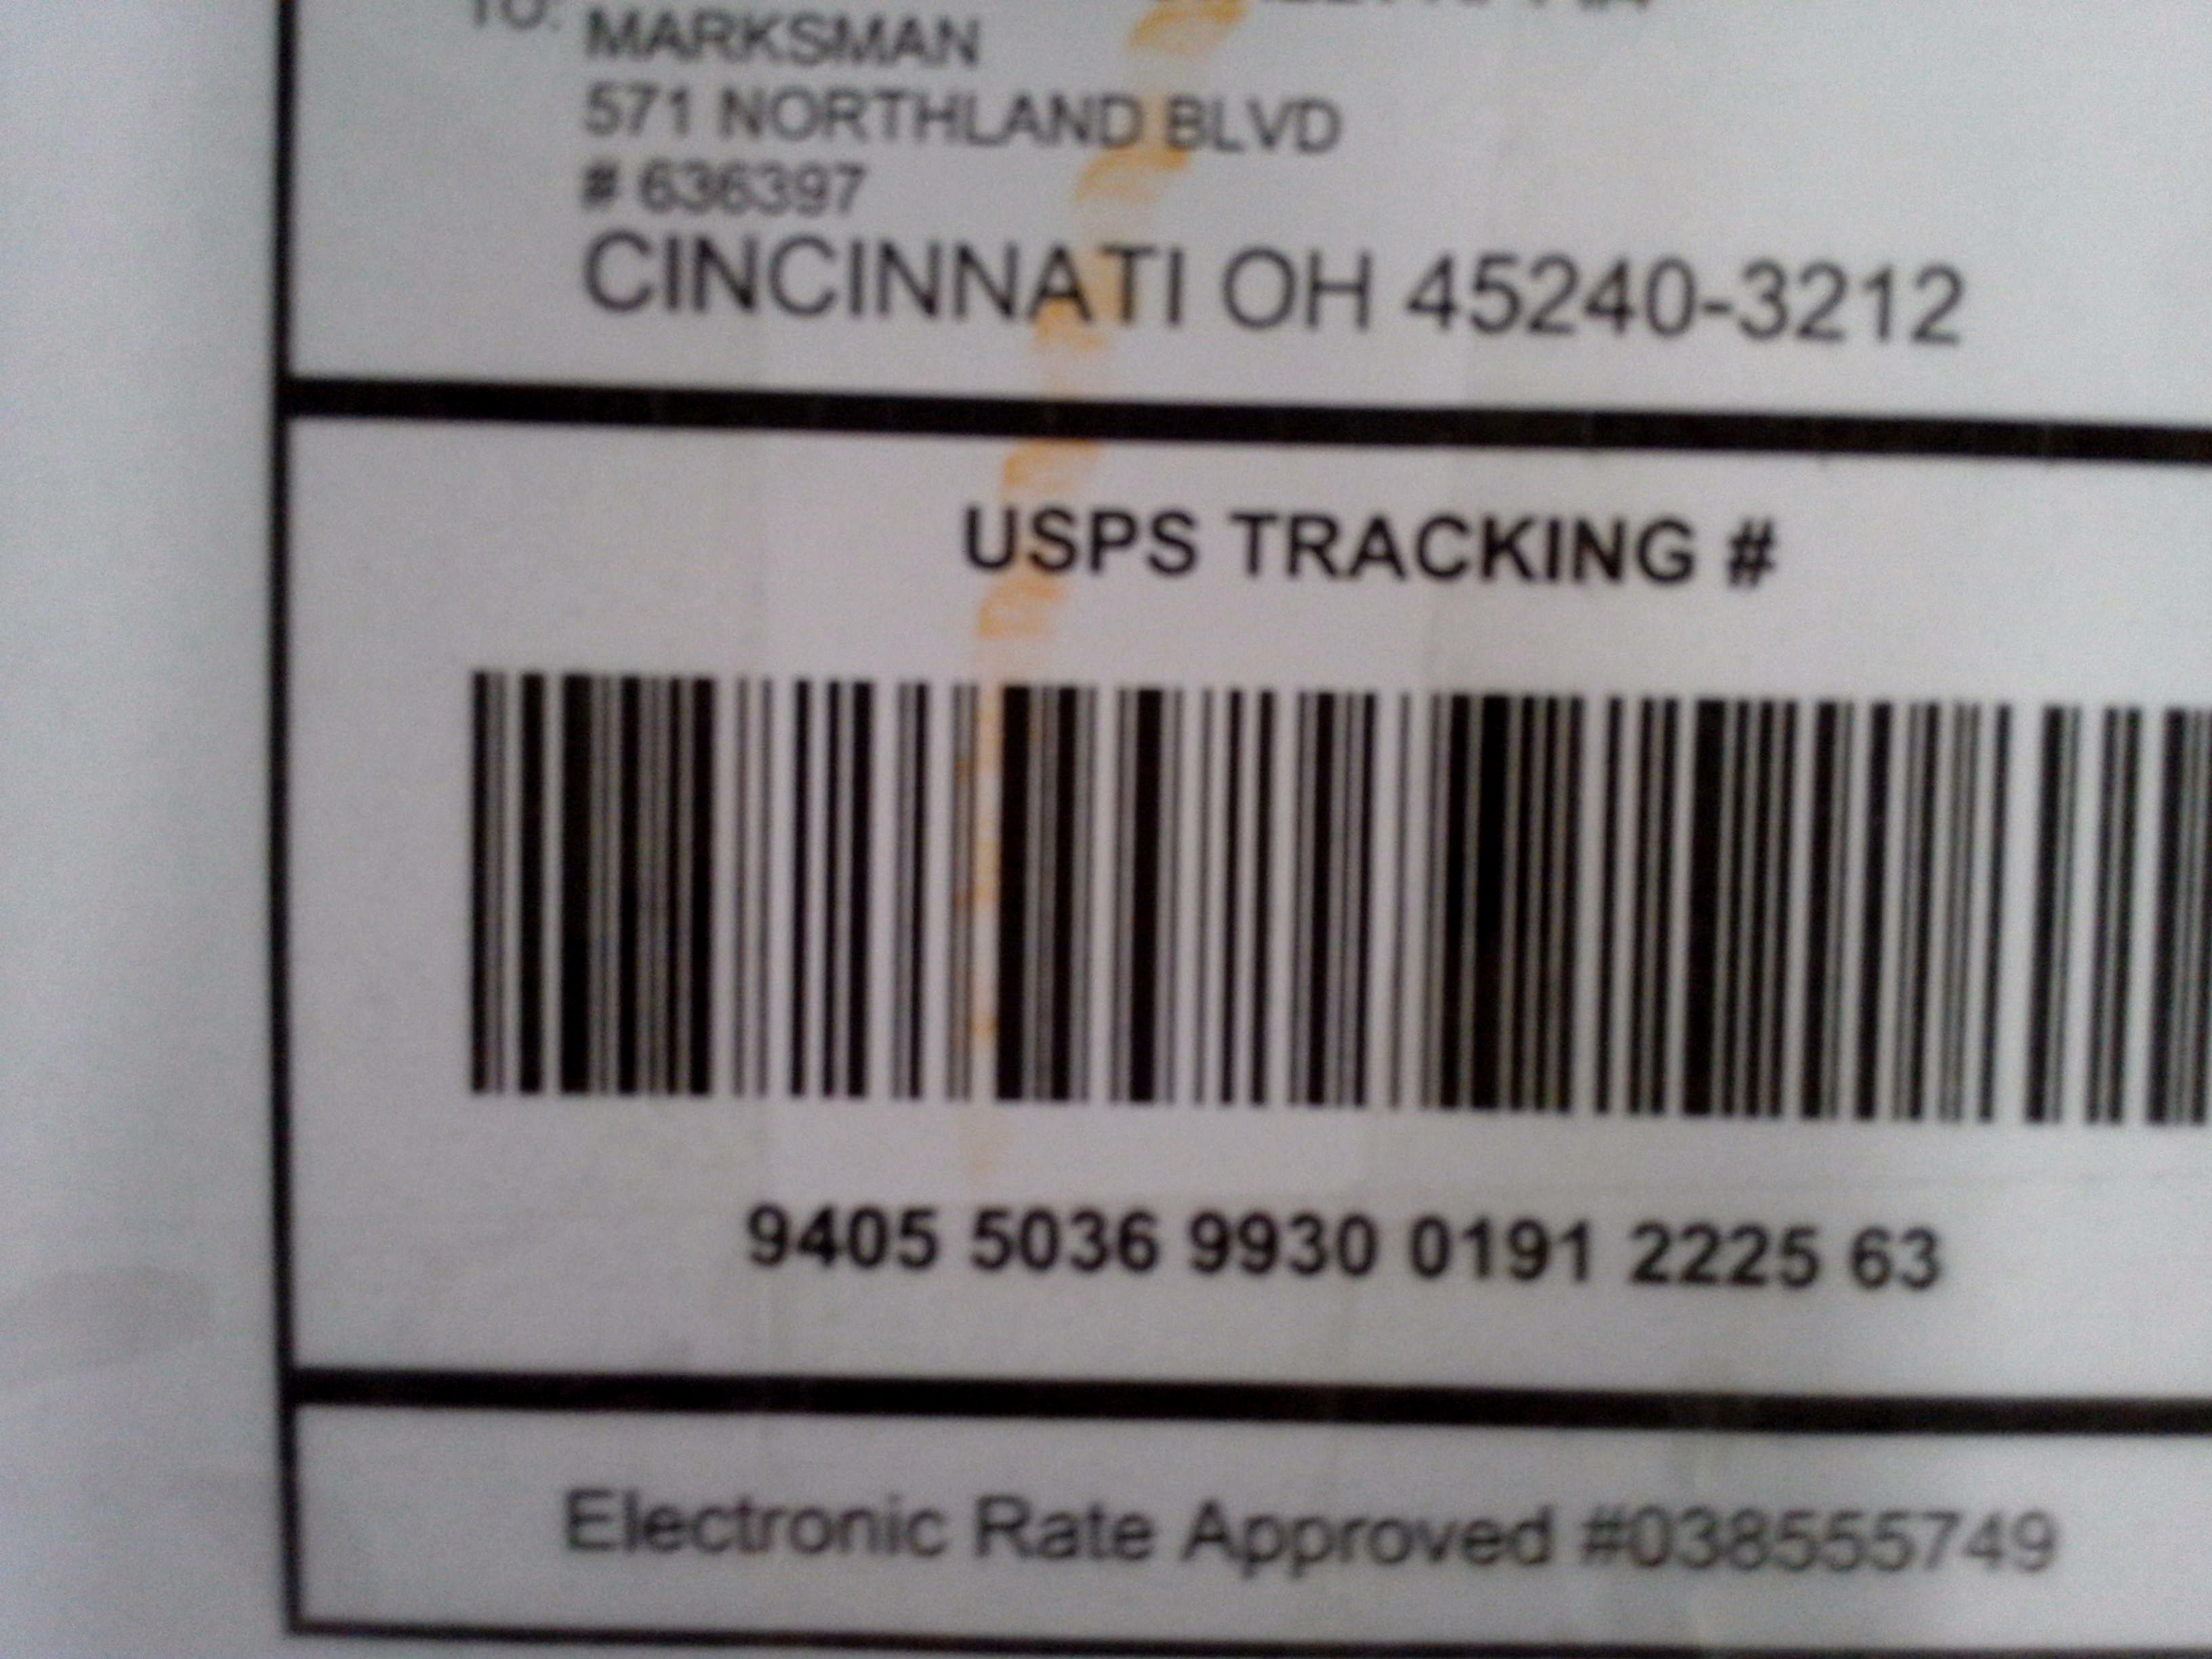 TO:
MARKSMAN
571 NORTHLAND BLVD
# 636397
CINCINNATI OH 45240-3212
USPS TRACKING #
9405 5036 9930 0191 2225 63
Electronic Rate Approved #038555749